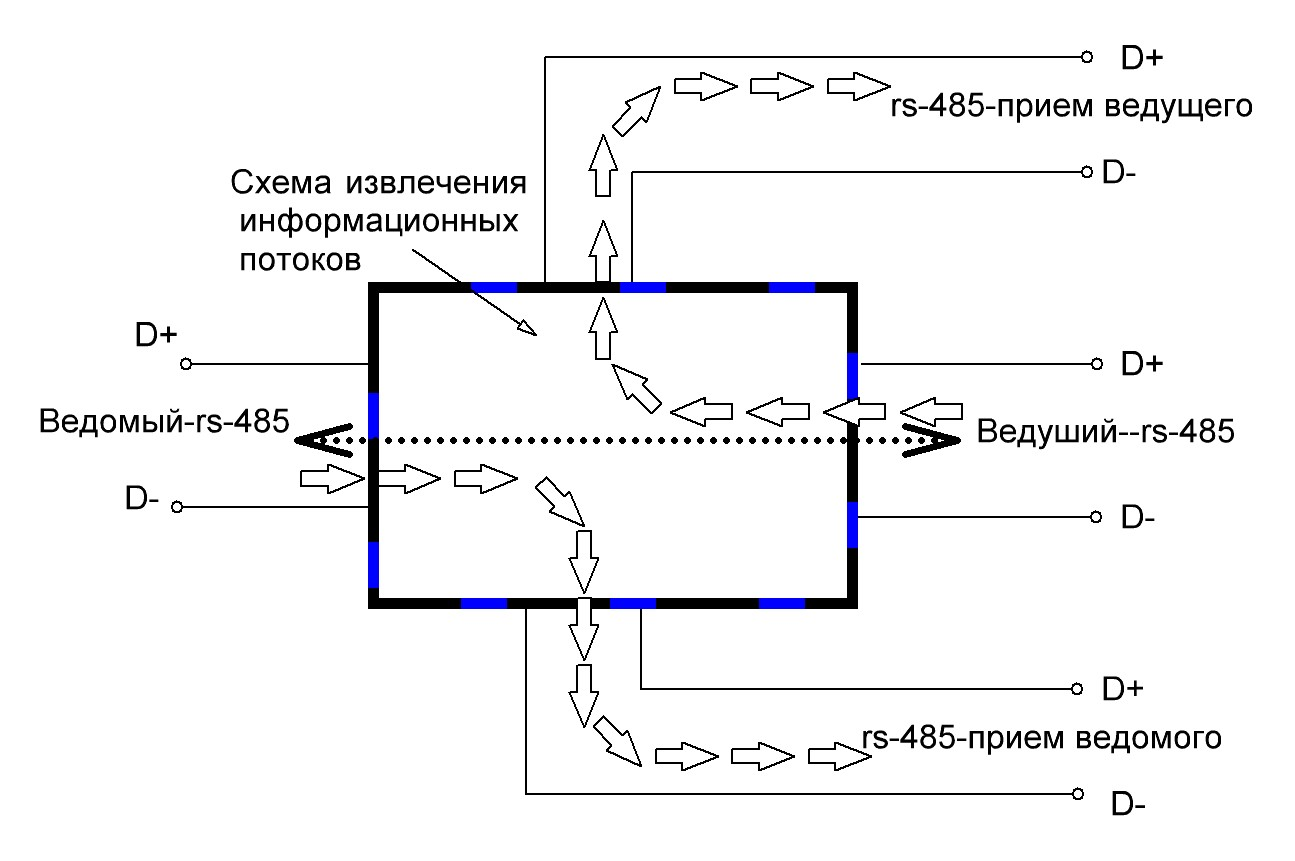 D+
rs-485-прием ведущего
D-
Схема извлечения
информационных
потоков
D+
D+
Ведомый-rs-485
Ведуший--rs-485
D-
D-
D+
rs-485-прием ведомого
D-